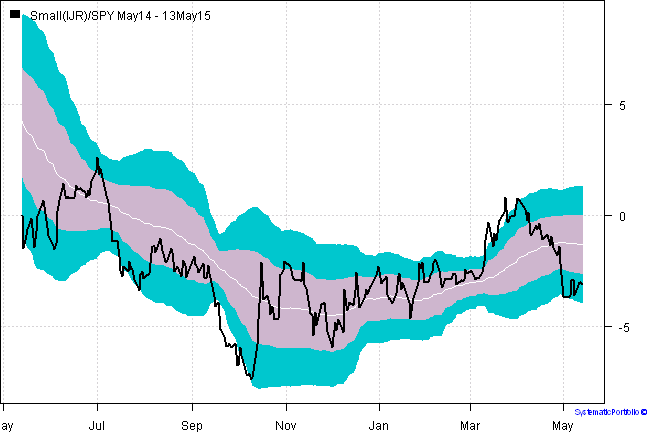 Small(IJR)/SPY May14 - 13May15
5
0
-5
ay Jul Sep Nov Jan Mar May
SystematicPortfolio ©